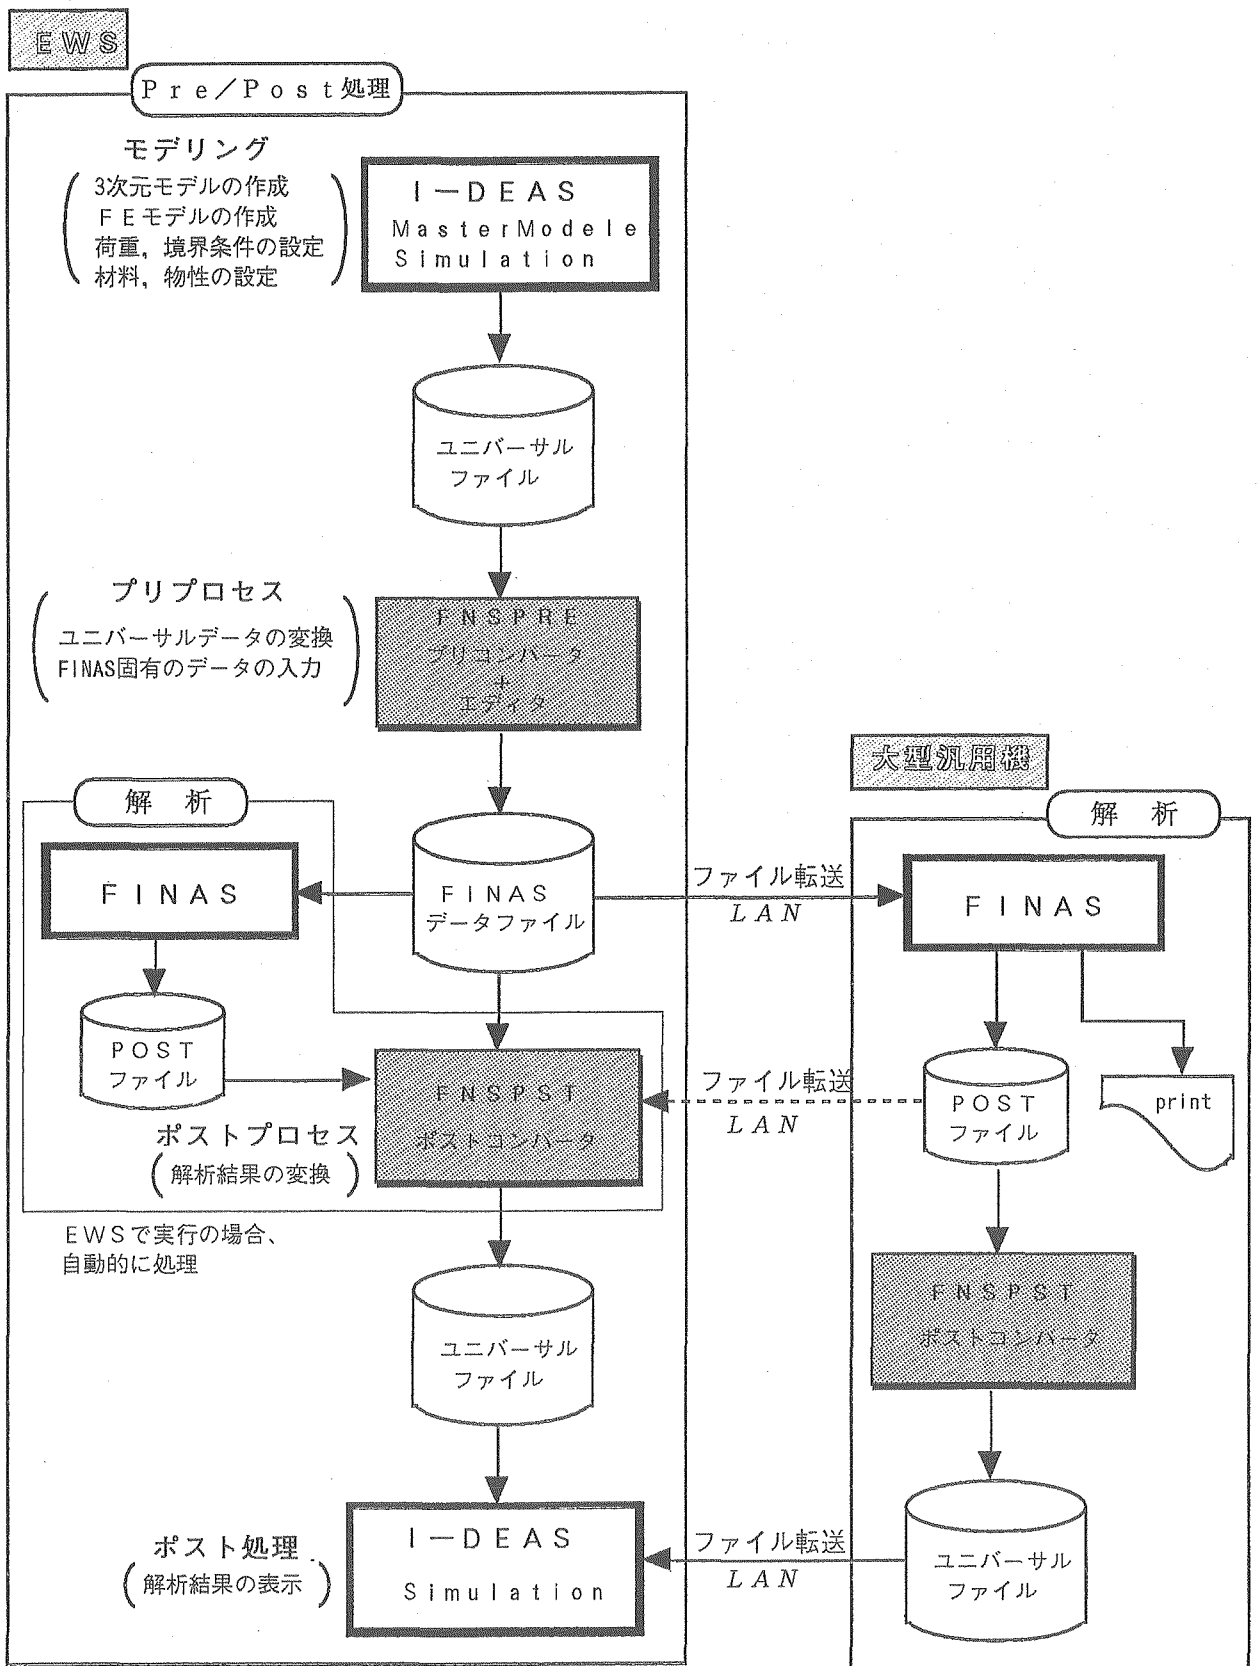 EWS
Pre／Post処理
モデリング
3次元モデルの作成
ＦＥモデルの作成
荷重，境界条件の設定
材料，物性の設定
I－DEAS
MasterModele
Simulation
ユニバーサル
ファイル
プリプロセス
ユニバーサルデータの変換
FINAS固有のデータの入力
FNSPRE
プリコンバータ
＋
エディタ
大型汎用機
解 析
FINAS
FINAS
データファイル
ファイル転送
LAN
解 析
FINAS
POST
ファイル
FNSPST
ポストコンバータ
ポストプロセス
解析結果の変換
ファイル転送
LAN
POST
ファイル
print
EWSで実行の場合、
自動的に処理
ユニバーサル
ファイル
FNSPST
ポストコンバータ
ポスト処理
解析結果の表示
I－DEAS
Simulation
ファイル転送
LAN
ユニバーサル
ファイル